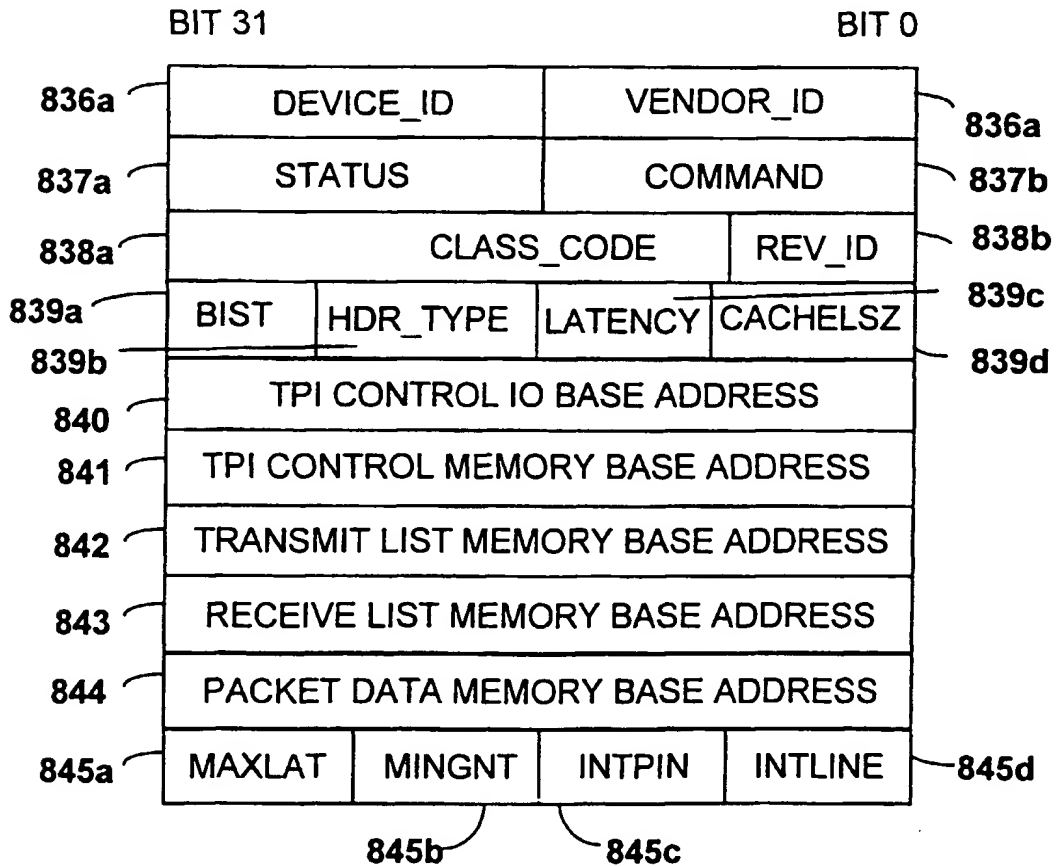 BIT 31 BIT 0
836a DEVICE_ID VENDOR_ID 836a
837a STATUS COMMAND 837b
838a CLASS_CODE REV_ID 838b
839a BIST HDR_TYPE LATENCY CACHELSZ 839c
839b 839d
840 TPI CONTROL IO BASE ADDRESS
841 TPI CONTROL MEMORY BASE ADDRESS
842 TRANSMIT LIST MEMORY BASE ADDRESS
843 RECEIVE LIST MEMORY BASE ADDRESS
844 PACKET DATA MEMORY BASE ADDRESS
845a MAXLAT MINGNT INTPIN INTLINE 845d
845b 845c